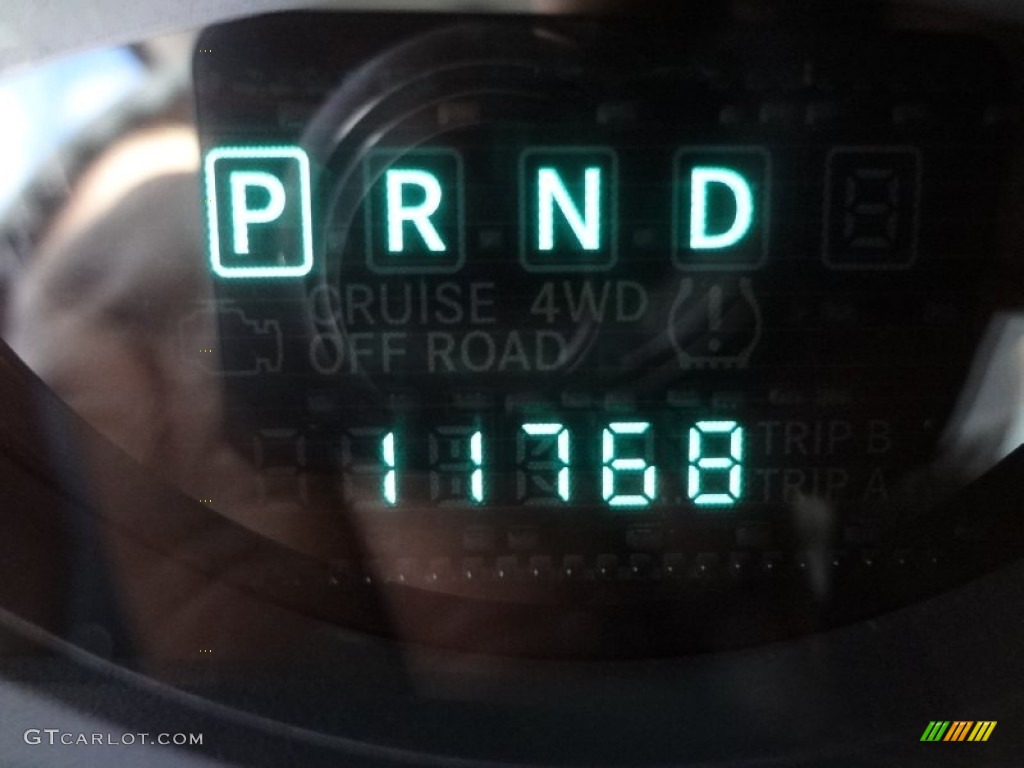 P R N D
CRUISE 4WD
OFF ROAD
11768
TRIP B
TRIP A
GTCARLOT.COM